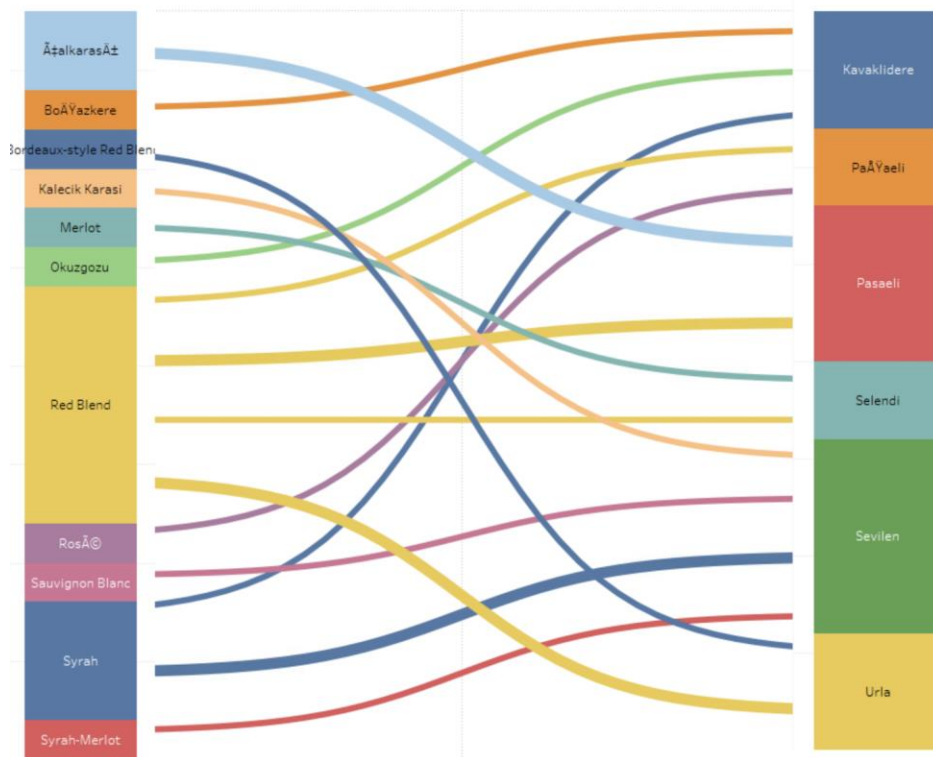 Ã‡alkarasÄ±
BoÄŸazkere
Bordeaux-style Red Blend
Kalecik Karasi
Merlot
Okuzgozu
Red Blend
RosÃ©
Sauvignon Blanc
Syrah
Syrah-Merlot
Kavaklidere
PaÅŸaeli
Pasaeli
Selendi
Sevilen
Urla